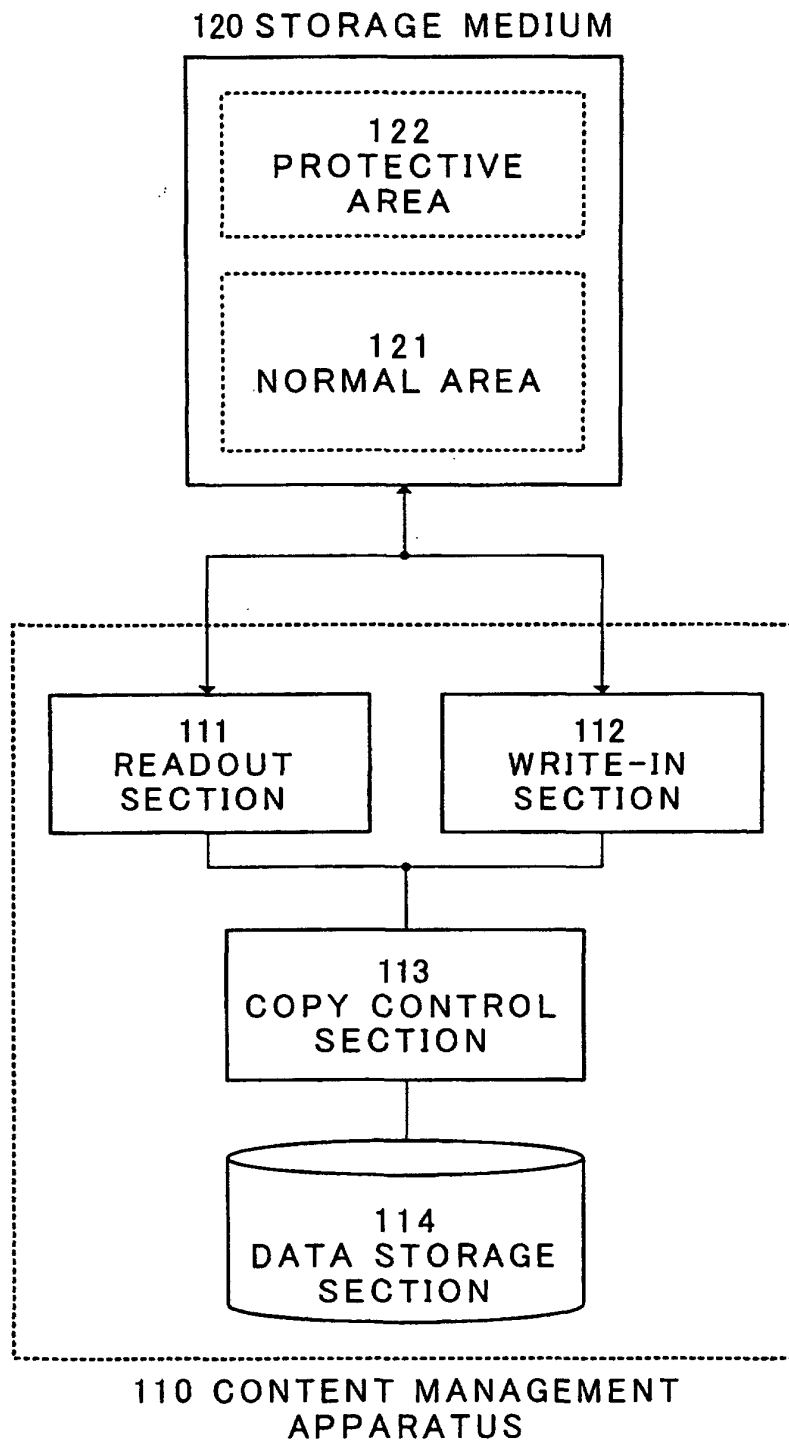 120 STORAGE MEDIUM
122
PROTECTIVE
AREA
121
NORMAL AREA
111
READOUT
SECTION
112
WRITE-IN
SECTION
113
COPY CONTROL
SECTION
114
DATA STORAGE
SECTION
110 CONTENT MANAGEMENT
APPARATUS